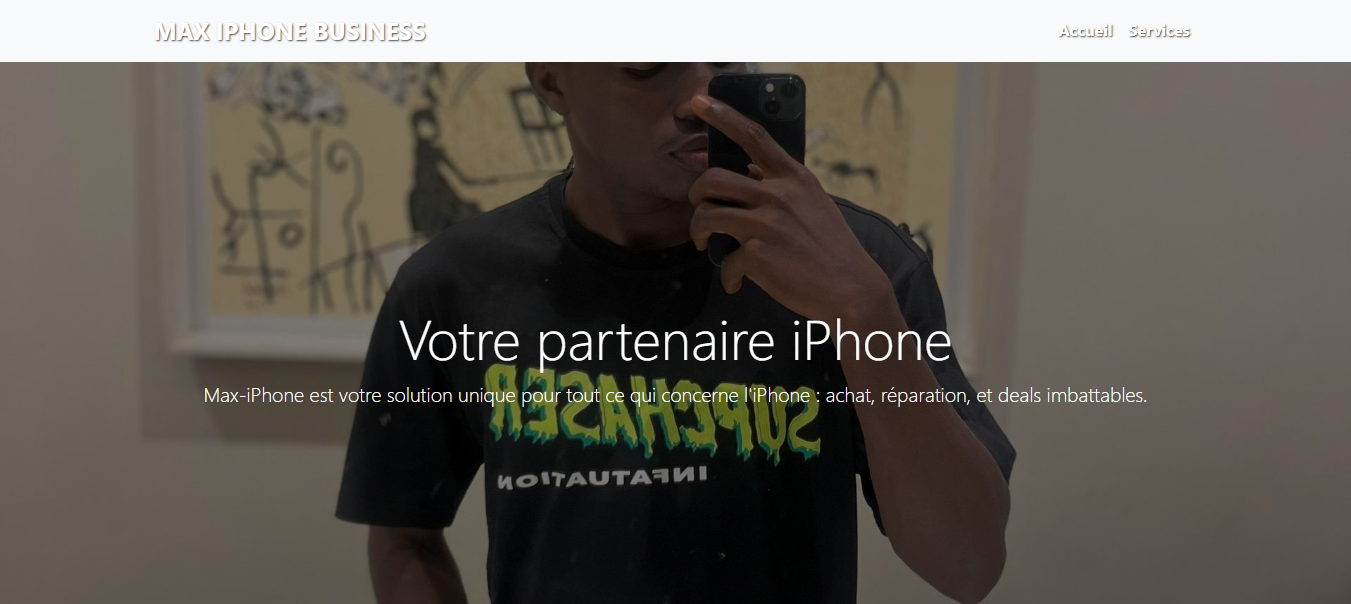 MAX IPHONE BUSINESS
Accueil Services
Votre partenaire iPhone
Max-iPhone est votre solution unique pour tout ce qui concerne l'iPhone : achat, réparation, et deals imbattables.
SUPCHASER
INFATUATION